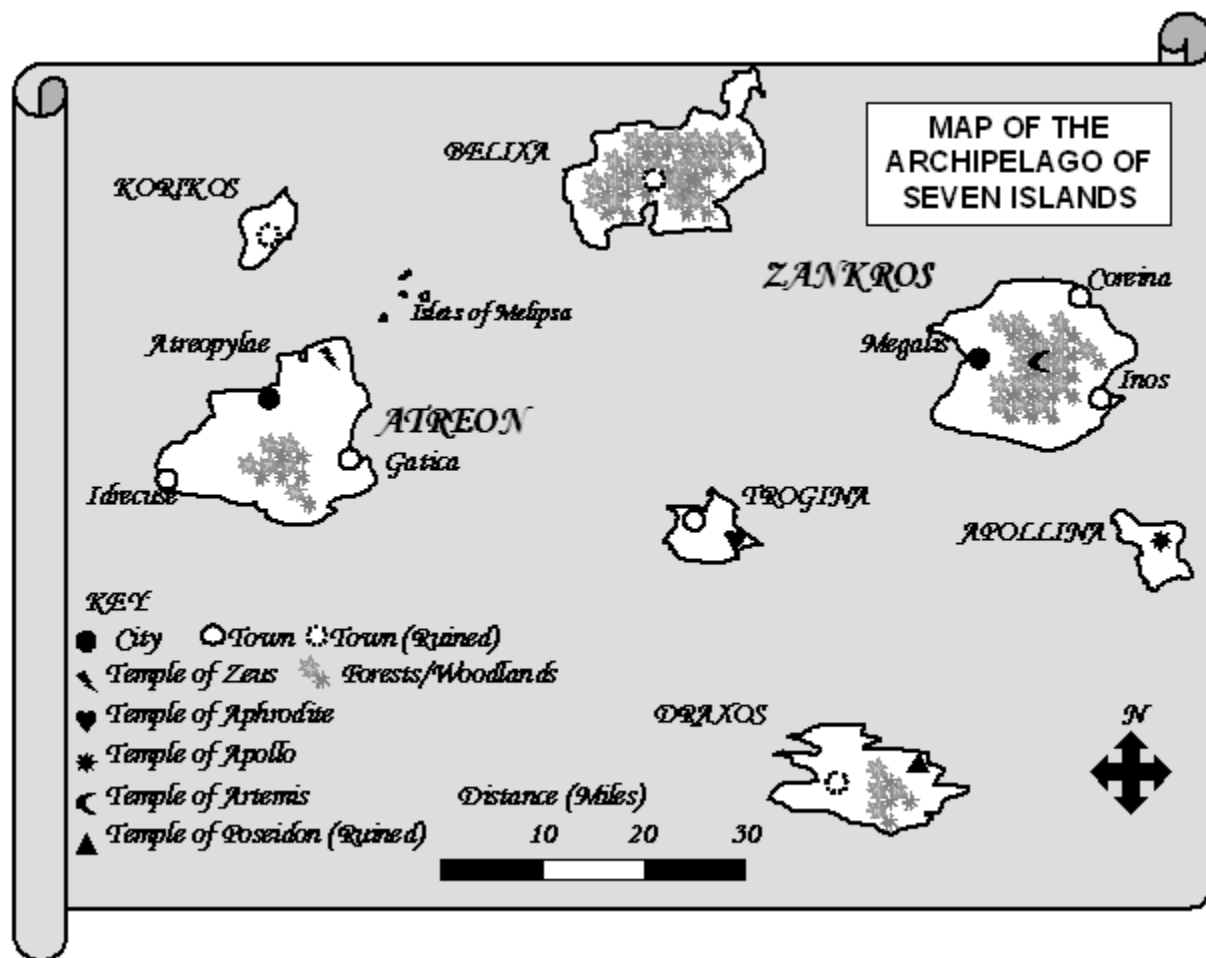 MAP OF THE
ARCHIPELAGO OF
SEVEN ISLANDS
BELIXA
KORIKOS
ZANKROS
Coreina
Islets of Melipsa
Atreopylae
Megalis
Inos
ATREON
Gatica
Idrecuse
TROGINA
APOLLINA
KEY
City Town Town (Ruined)
Temple of Zeus Forests/Woodlands
Temple of Aphrodite
Temple of Apollo
Temple of Artemis
Temple of Poseidon (Ruined)
DRAXOS
N
Distance (Miles)
10 20 30